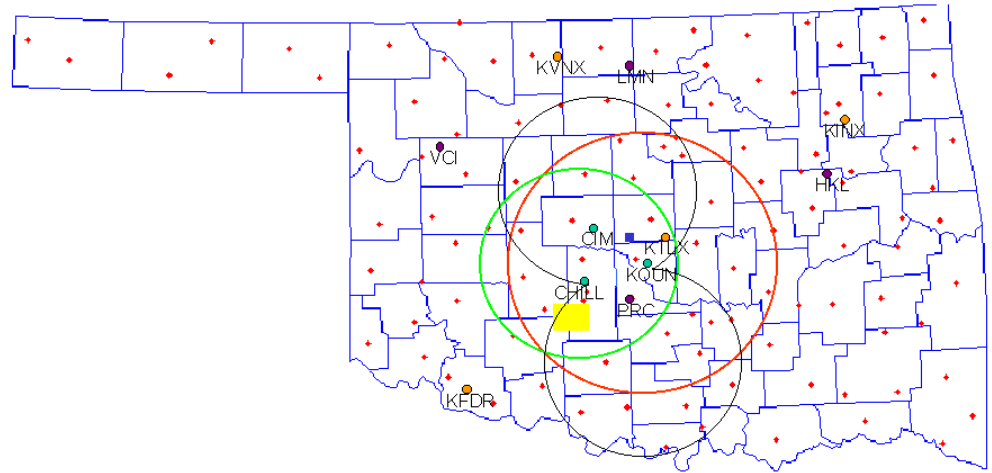 KVNX
LMN
KINX
VCI
HKL
CIM
KTLX
KOUN
CHILL
PRC
KFDR